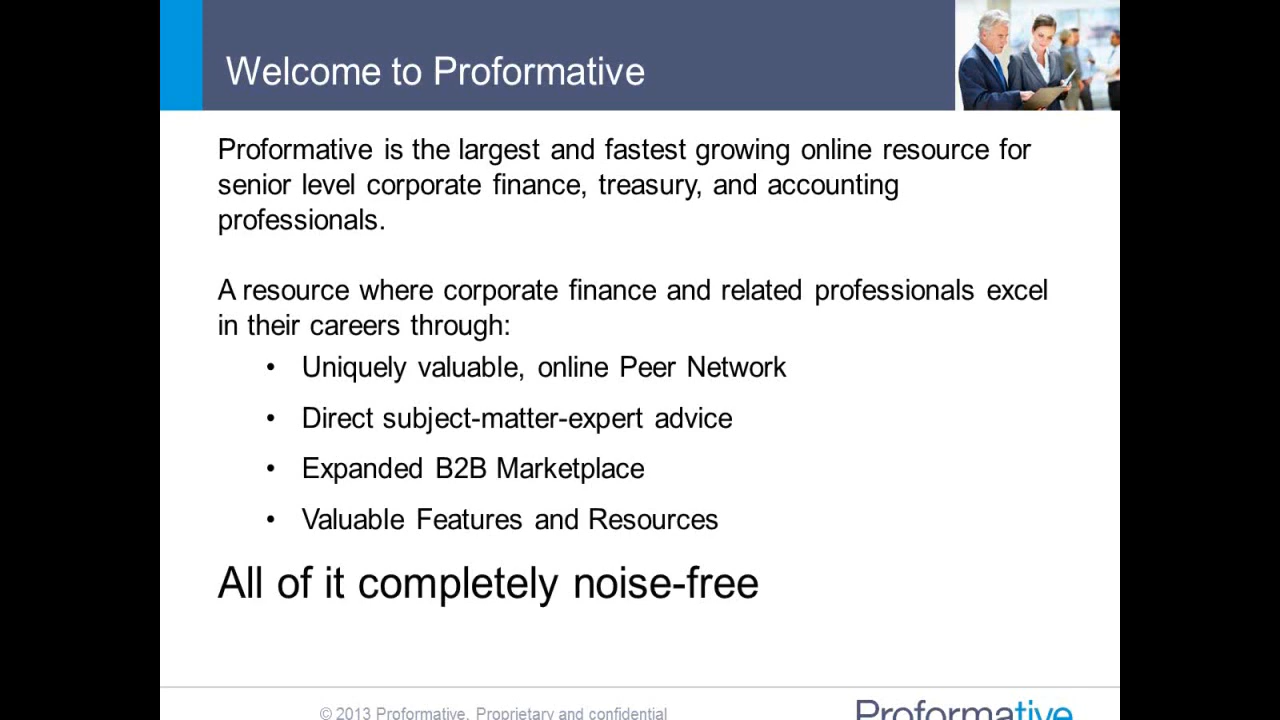 Welcome to Proformative
Proformative is the largest and fastest growing online resource for
senior level corporate finance, treasury, and accounting
professionals.
A resource where corporate finance and related professionals excel
in their careers through:
• Uniquely valuable, online Peer Network
• Direct subject-matter-expert advice
• Expanded B2B Marketplace
• Valuable Features and Resources
All of it completely noise-free
© 2013 Proformative. Proprietary and confidential
Proformative